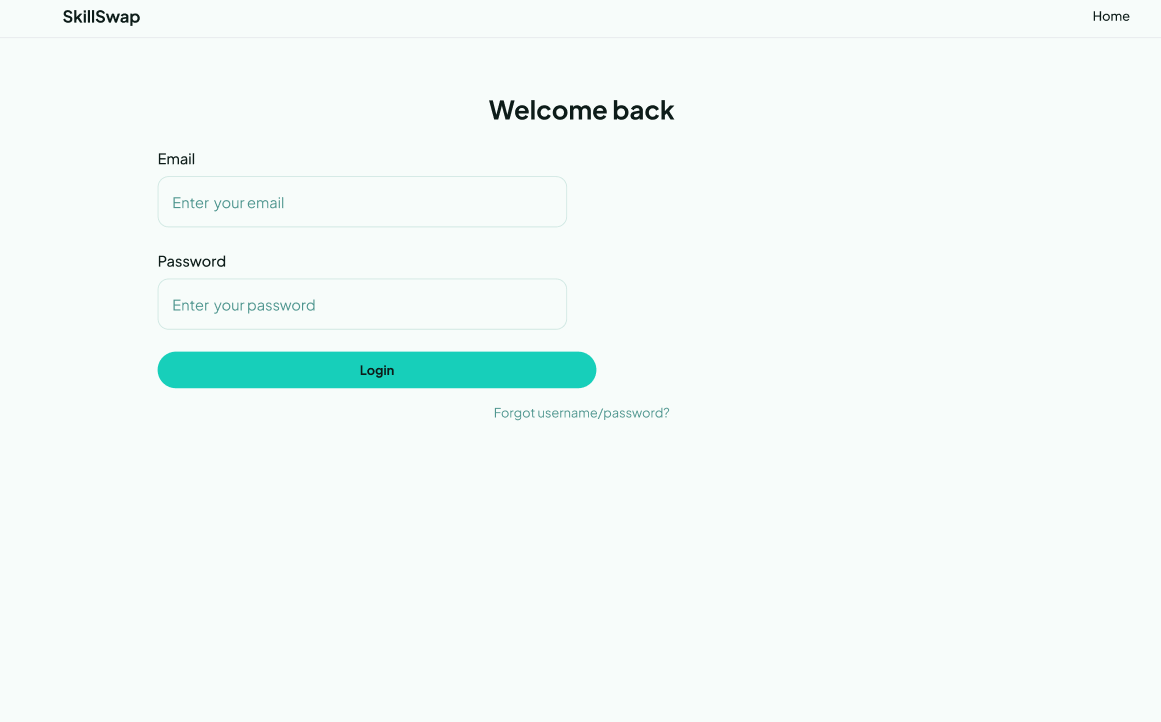 SkillSwap
Home
Welcome back
Email
Enter your email
Password
Enter your password
Login
Forgot username/password?